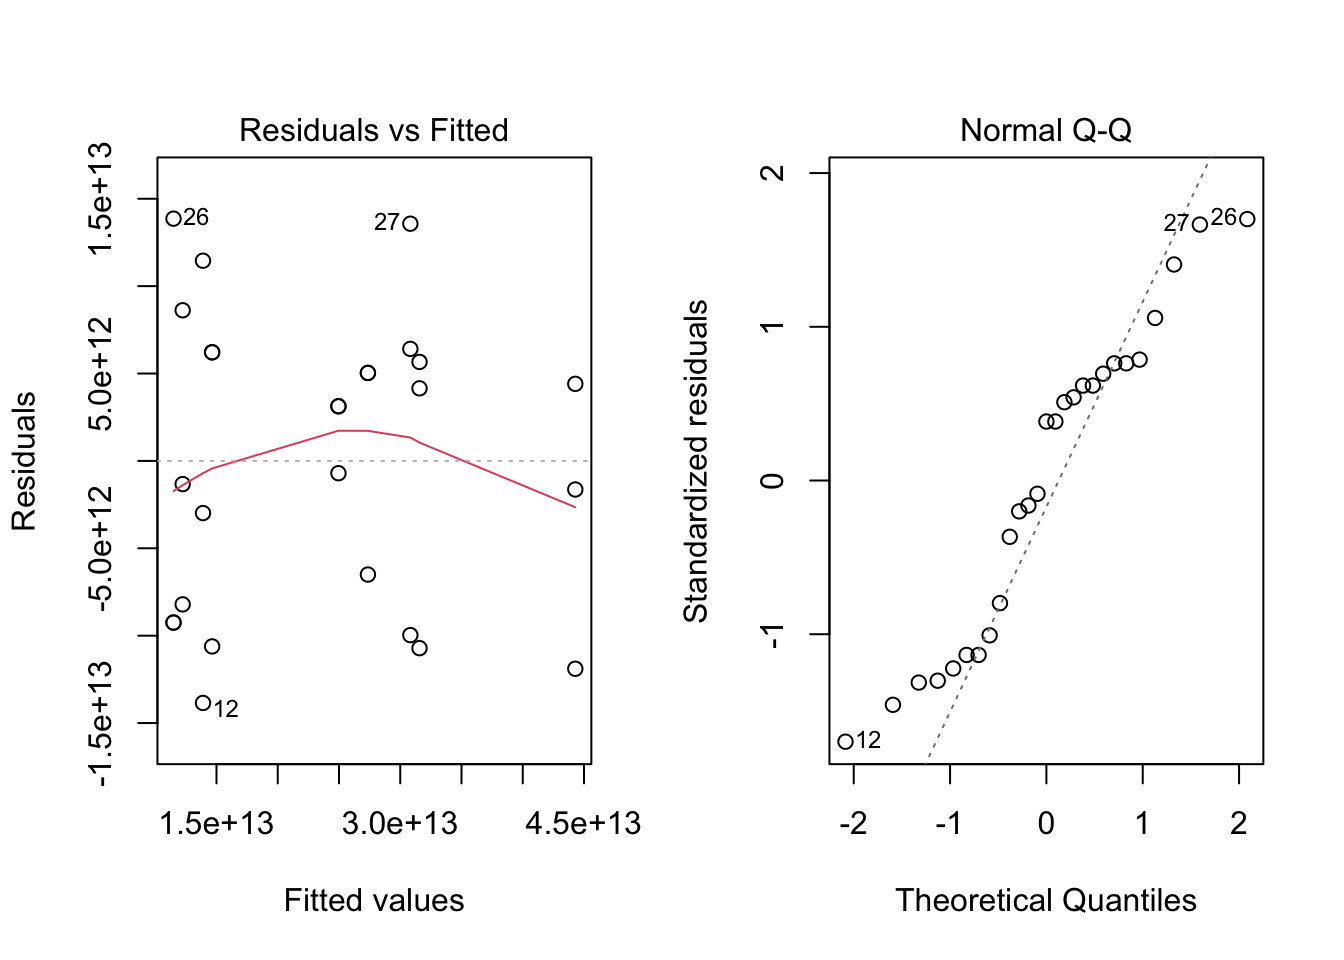 Residuals vs Fitted
Residuals
1.5e+13
5.0e+12
-5.0e+12
-1.5e+13
26
27
12
1.5e+13 3.0e+13 4.5e+13
Fitted values
Normal Q-Q
Standardized residuals
2
1
0
-1
27
26
12
-2 -1 0 1 2
Theoretical Quantiles